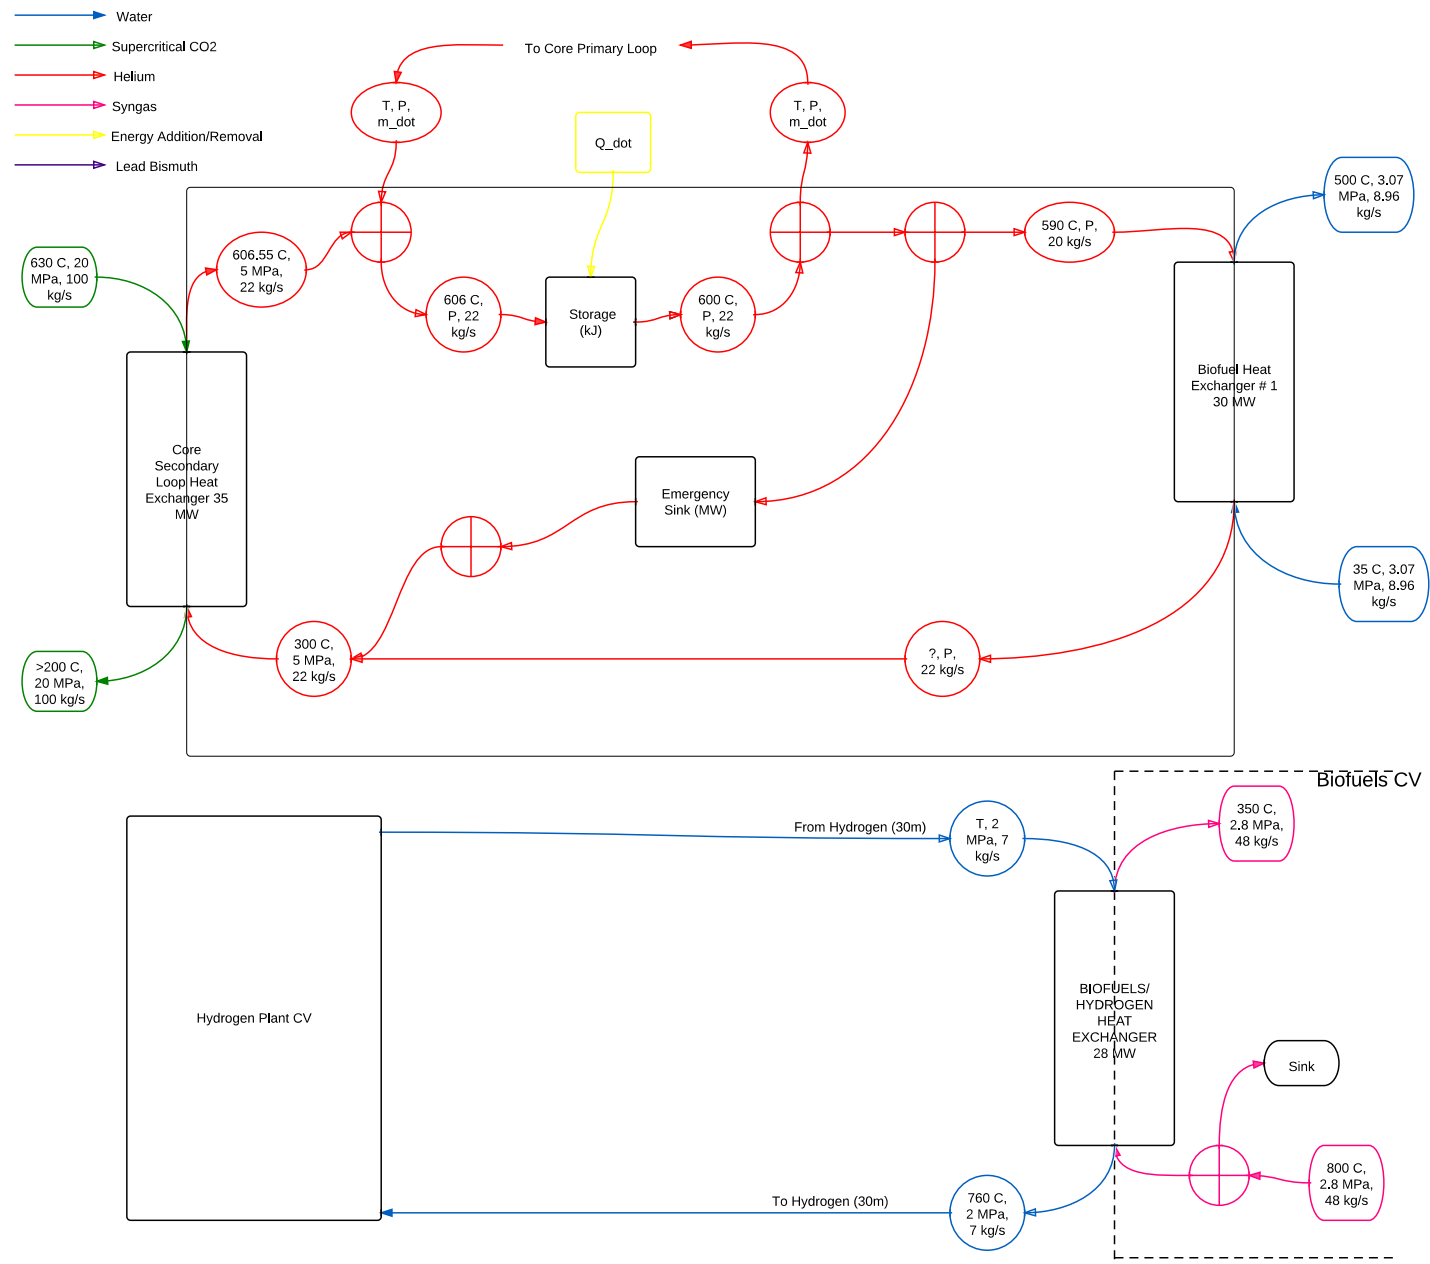 Water
Supercritical CO2
Helium
Syngas
Energy Addition/Removal
Lead Bismuth
To Core Primary Loop
T, P,
m_dot
Q_dot
T, P,
m_dot
500 C, 3.07
MPa, 8.96
kg/s
630 C, 20
MPa, 100
kg/s
606.55 C,
5 MPa,
22 kg/s
606 C,
P, 22
kg/s
Storage
(kJ)
600 C,
P, 22
kg/s
590 C, P,
20 kg/s
Biofuel Heat
Exchanger # 1
30 MW
Core
Secondary
Loop Heat
Exchanger 35
MW
Emergency
Sink (MW)
35 C, 3.07
MPa, 8.96
kg/s
>200 C,
20 MPa,
100 kg/s
300 C,
5 MPa,
22 kg/s
?, P,
22 kg/s
Biofuels CV
From Hydrogen (30m)
T, 2
MPa, 7
kg/s
350 C,
2.8 MPa,
48 kg/s
Hydrogen Plant CV
BIOFUELS/
HYDROGEN
HEAT
EXCHANGER
28 MW
Sink
To Hydrogen (30m)
760 C,
2 MPa,
7 kg/s
800 C,
2.8 MPa,
48 kg/s